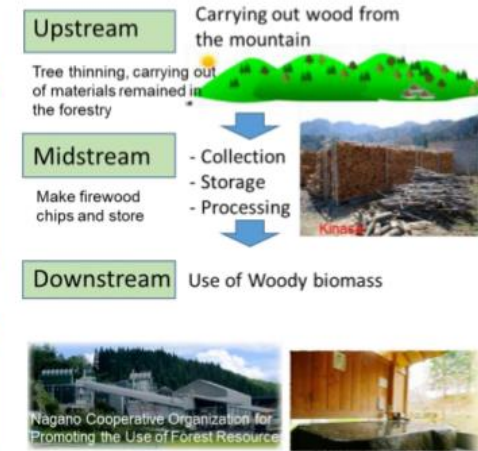 Upstream
Carrying out wood from
the mountain
Tree thinning, carrying out
of materials remained in
the forestry
Midstream
Make firewood
chips and store
- Collection
- Storage
- Processing
Kinasa
Downstream
Use of Woody biomass
Nagano Cooperative Organization for
Promoting the Use of Forest Resource